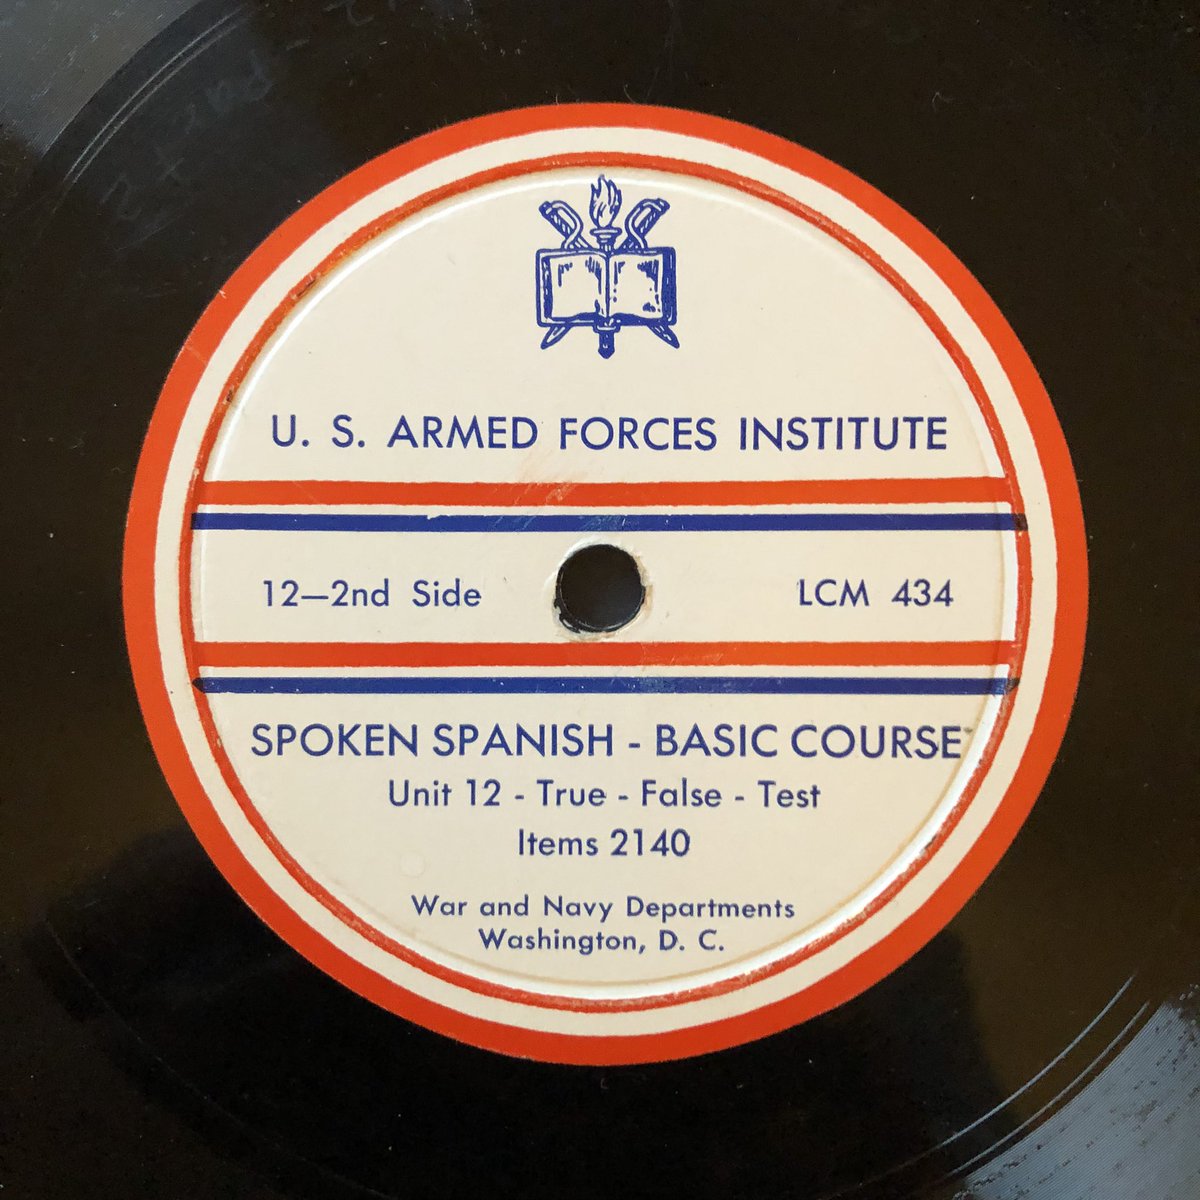 U. S. ARMED FORCES INSTITUTE
12—2nd Side LCM 434
SPOKEN SPANISH - BASIC COURSE
Unit 12 - True - False - Test
Items 2140
War and Navy Departments
Washington, D. C.